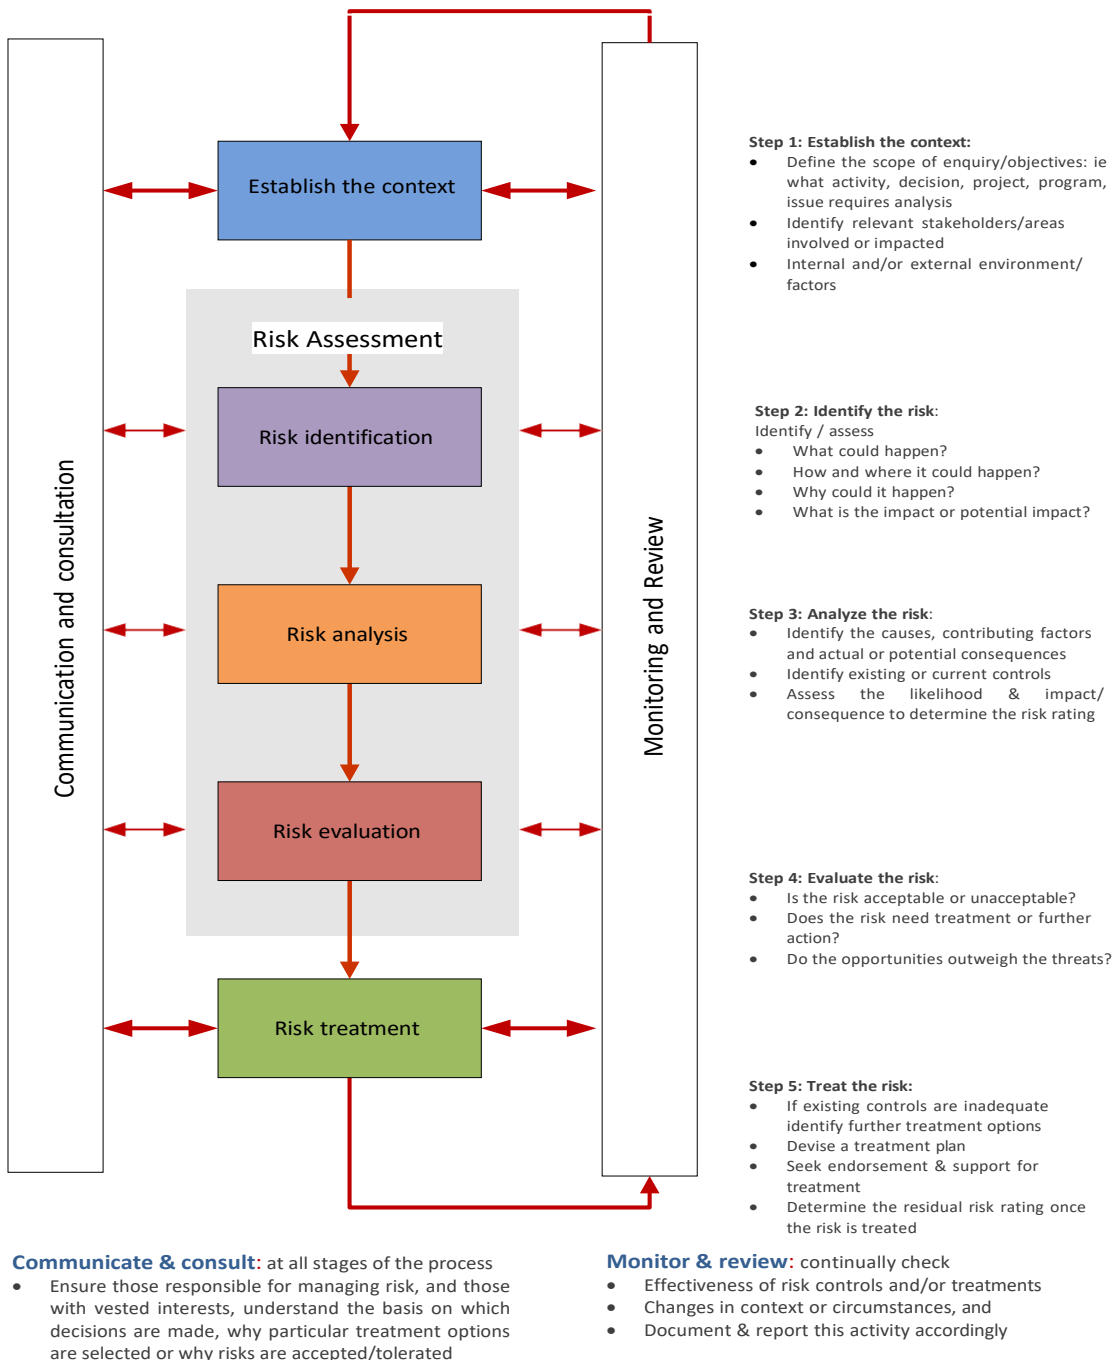 Establish the context
Risk Assessment
Risk identification
Risk analysis
Risk evaluation
Risk treatment
Communication and consultation
Monitoring and Review
Step 1: Establish the context:
• Define the scope of enquiry/objectives: ie
what activity, decision, project, program,
issue requires analysis
• Identify relevant stakeholders/areas
involved or impacted
• Internal and/or external environment/
factors
Step 2: Identify the risk:
Identify / assess
• What could happen?
• How and where it could happen?
• Why could it happen?
• What is the impact or potential impact?
Step 3: Analyze the risk:
• Identify the causes, contributing factors
and actual or potential consequences
• Identify existing or current controls
• Assess the likelihood & impact/
consequence to determine the risk rating
Step 4: Evaluate the risk:
• Is the risk acceptable or unacceptable?
• Does the risk need treatment or further
action?
• Do the opportunities outweigh the threats?
Step 5: Treat the risk:
• If existing controls are inadequate
identify further treatment options
• Devise a treatment plan
• Seek endorsement & support for
treatment
• Determine the residual risk rating once
the risk is treated
Communicate & consult: at all stages of the process
• Ensure those responsible for managing risk, and those
with vested interests, understand the basis on which
decisions are made, why particular treatment options
are selected or why risks are accepted/tolerated
Monitor & review: continually check
• Effectiveness of risk controls and/or treatments
• Changes in context or circumstances, and
• Document & report this activity accordingly